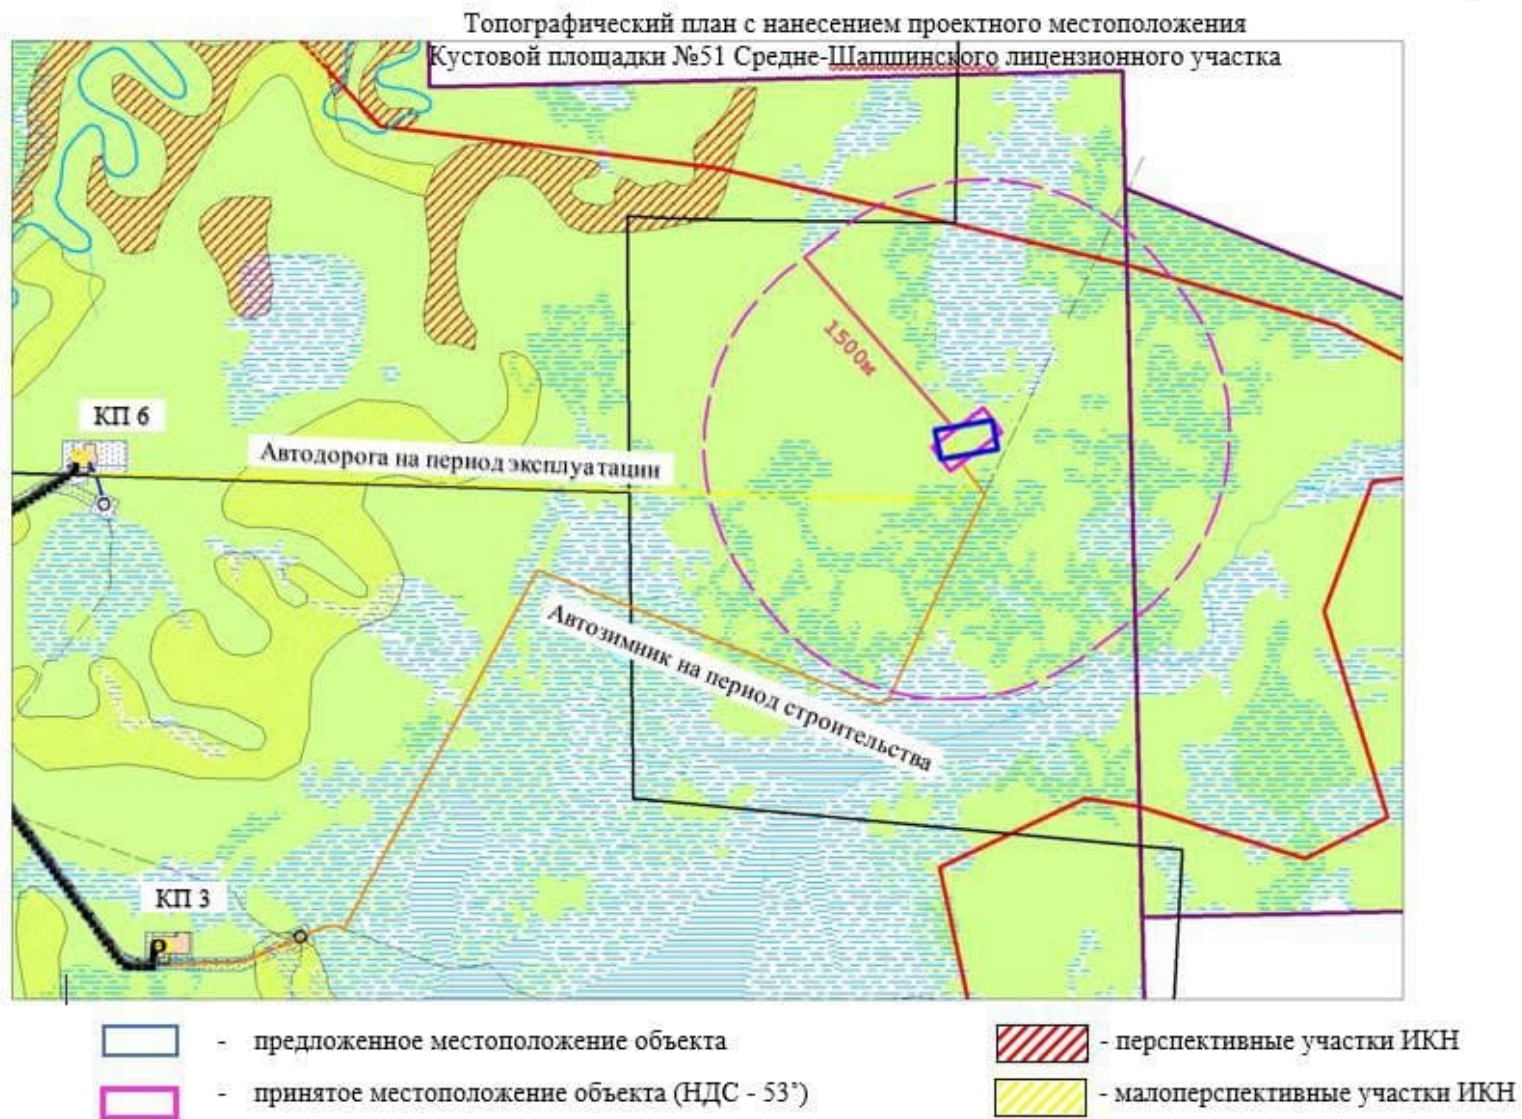 Топографический план с нанесением проектного местоположения
Кустовой площадки №51 Средне-Шапшинского лицензионного участка
1500м
КП 6
Автодорога на период эксплуатации
Автозимник на период строительства
КП 3
- предложенное местоположение объекта
- перспективные участки ИКН
- принятое местоположение объекта (НДС - 53°)
- малоперспективные участки ИКН